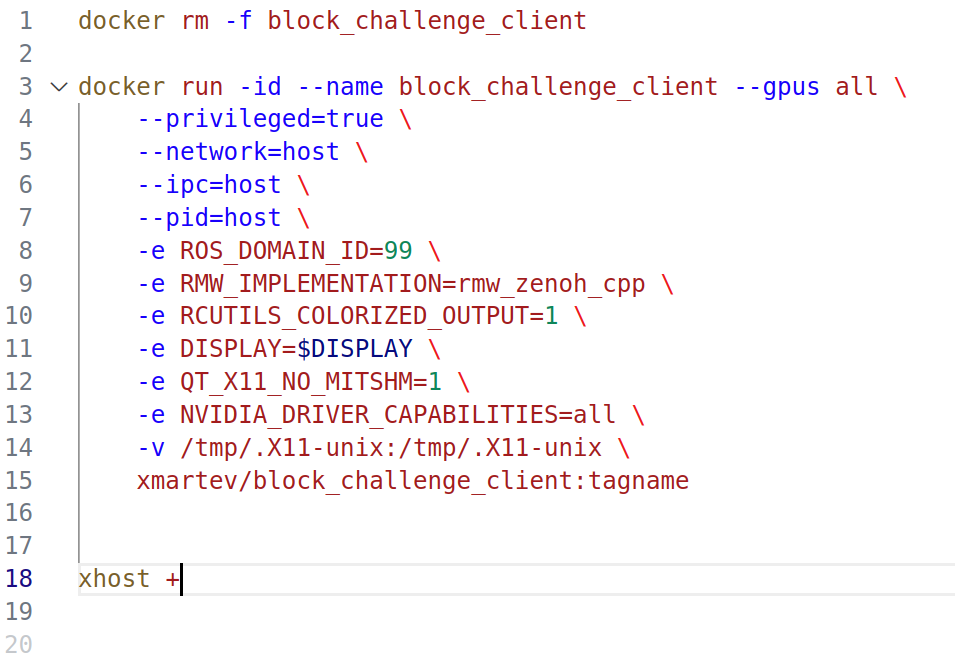 1 docker rm -f block_challenge_client
2
3 docker run -id --name block_challenge_client --gpus all \
4 --privileged=true \
5 --network=host \
6 --ipc=host \
7 --pid=host \
8 -e ROS_DOMAIN_ID=99 \
9 -e RMW_IMPLEMENTATION=rmw_zenoh_cpp \
10 -e RCUTILS_COLORIZED_OUTPUT=1 \
11 -e DISPLAY=$DISPLAY \
12 -e QT_X11_NO_MITSHM=1 \
13 -e NVIDIA_DRIVER_CAPABILITIES=all \
14 -v /tmp/.X11-unix:/tmp/.X11-unix \
15 xmartev/block_challenge_client:tagname
16
17
18 xhost +
19
20